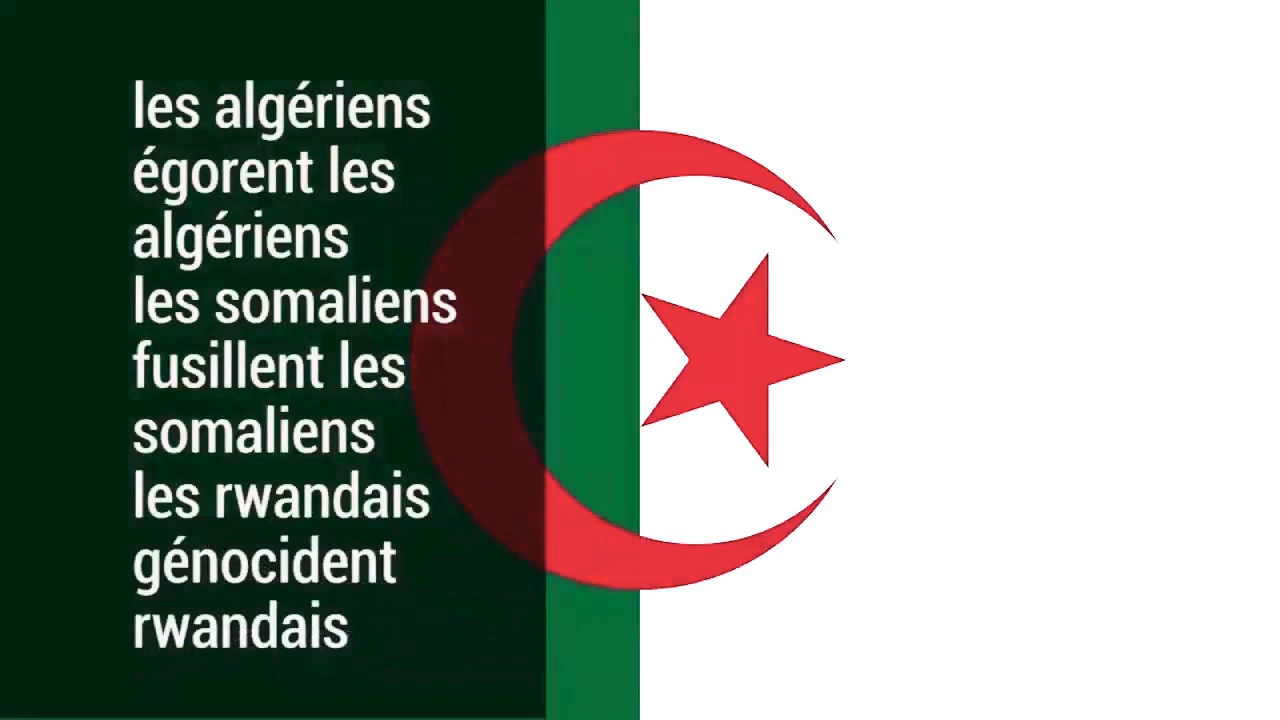 les algériens
égorent les
algériens
les somaliens
fusillent les
somaliens
les rwandais
génocident
rwandais